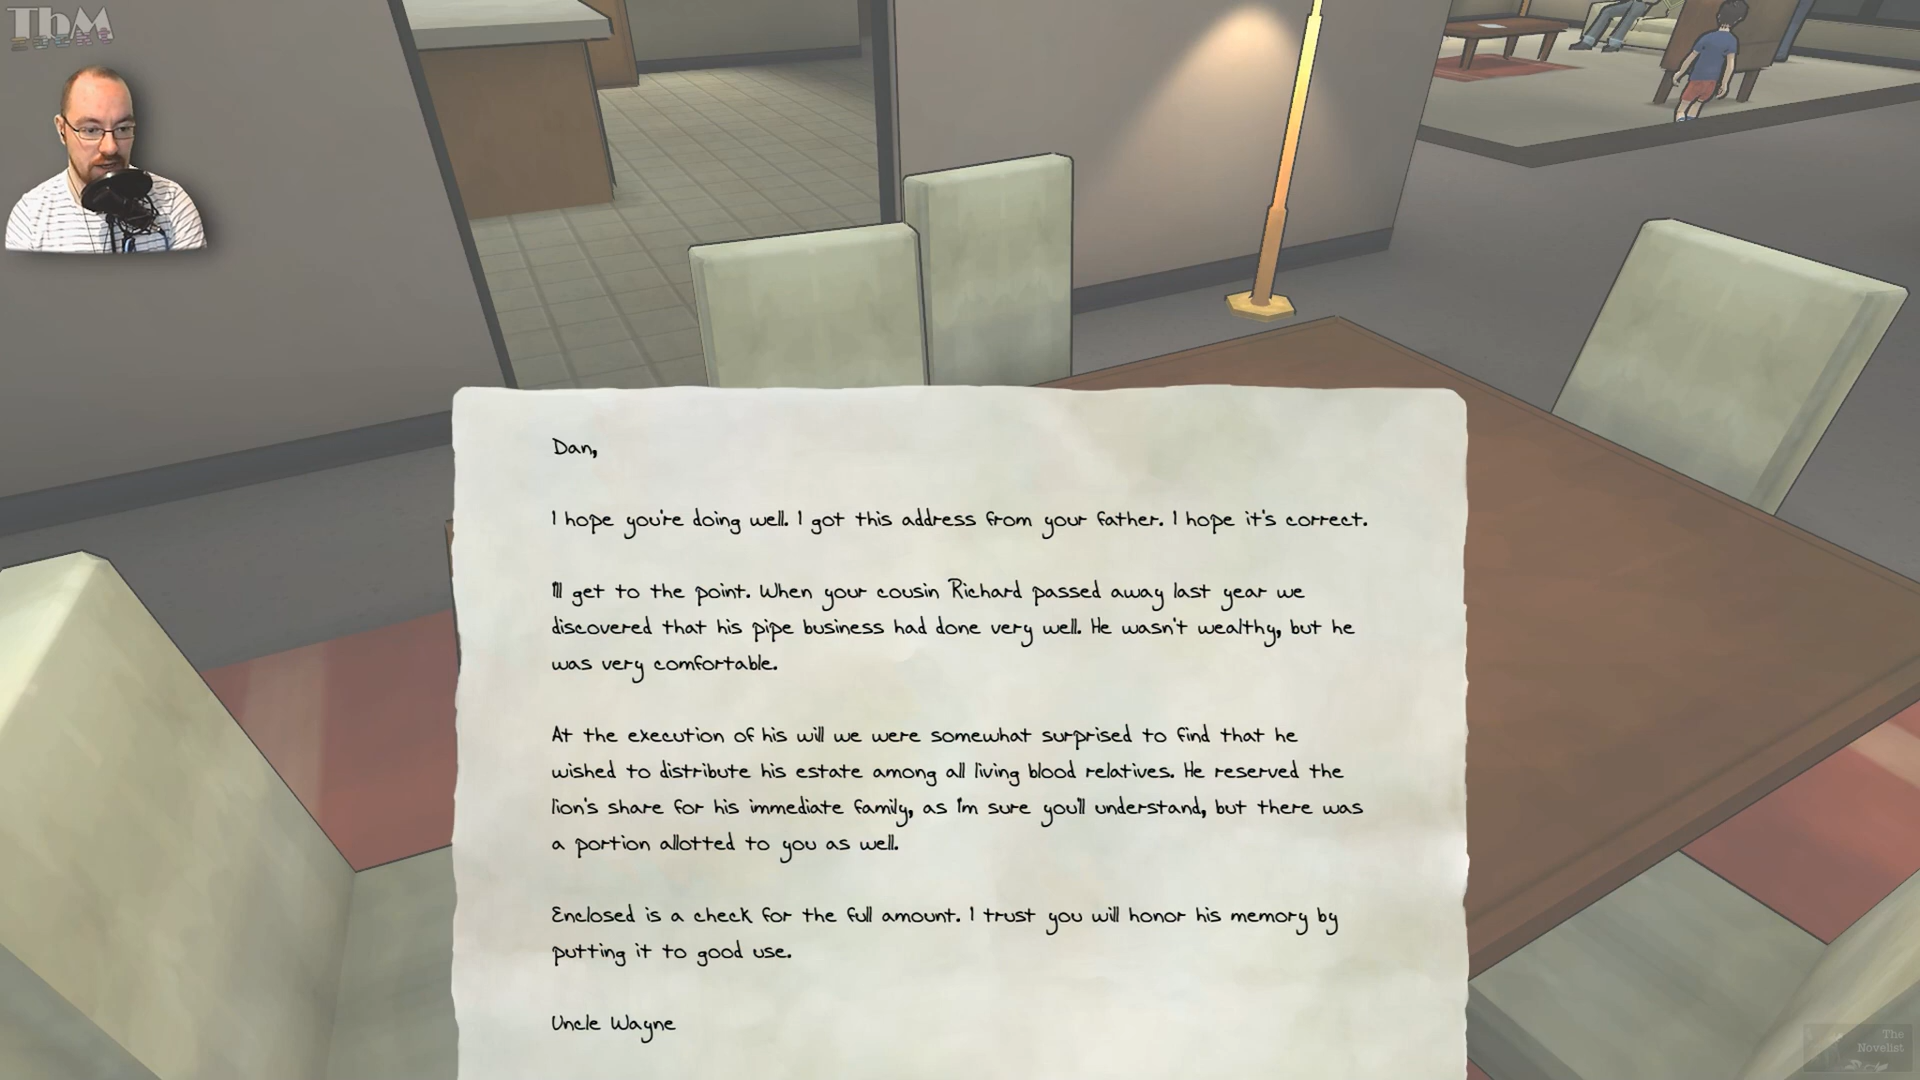 TbM
Dan,
I hope you're doing well. I got this address from your father. I hope it's correct.
I'll get to the point. When your cousin Richard passed away last year we
discovered that his pipe business had done very well. He wasn't wealthy, but he
was very comfortable.
At the execution of his will we were somewhat surprised to find that he
wished to distribute his estate among all living blood relatives. He reserved the
lion's share for his immediate family, as I'm sure you'll understand, but there was
a portion allotted to you as well.
Enclosed is a check for the full amount. I trust you will honor his memory by
putting it to good use.
Uncle Wayne
The
Novelist